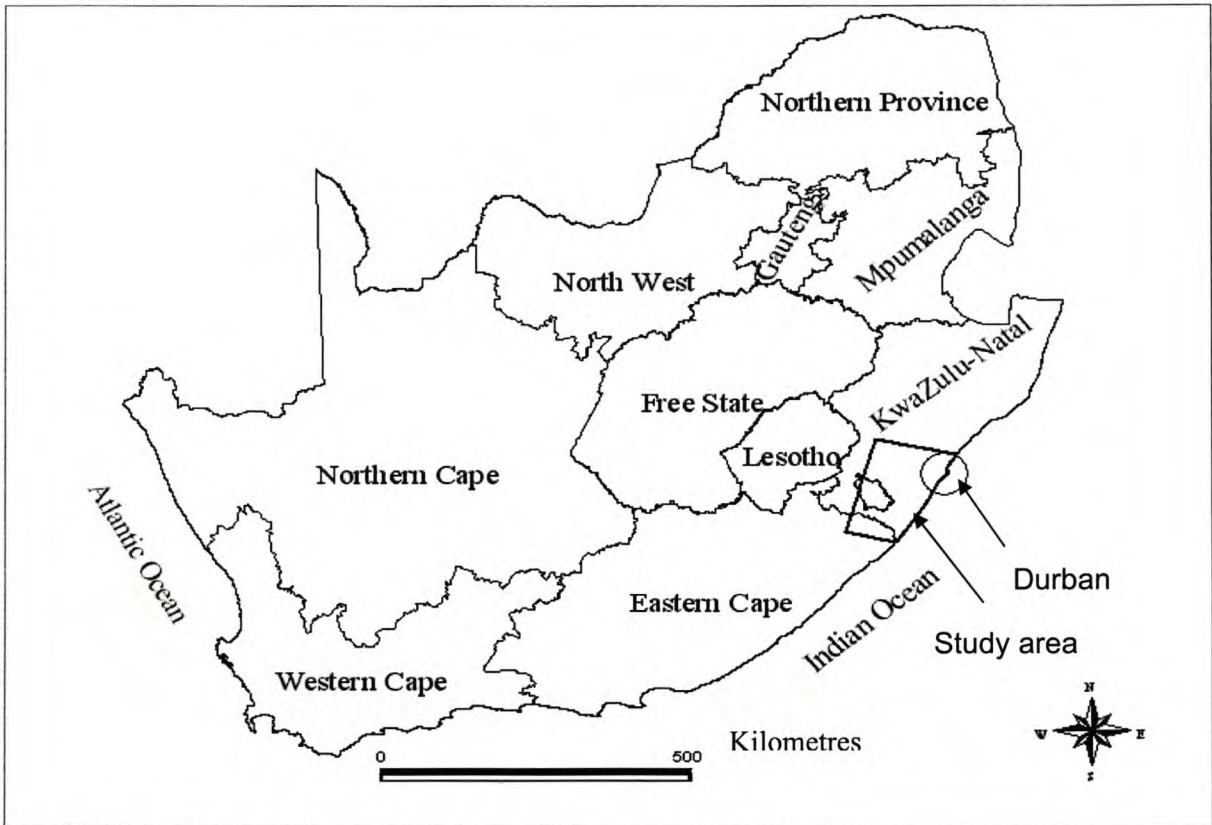 Northern Province
Gautenga
Mpumalanga
North West
KwaZulu-Natal
Free State
Lesotho
Northern Cape
Atlantic Ocean
Durban
Eastern Cape
Indian Ocean
Study area
Western Cape
N
W E
S
Kilometres
0 500